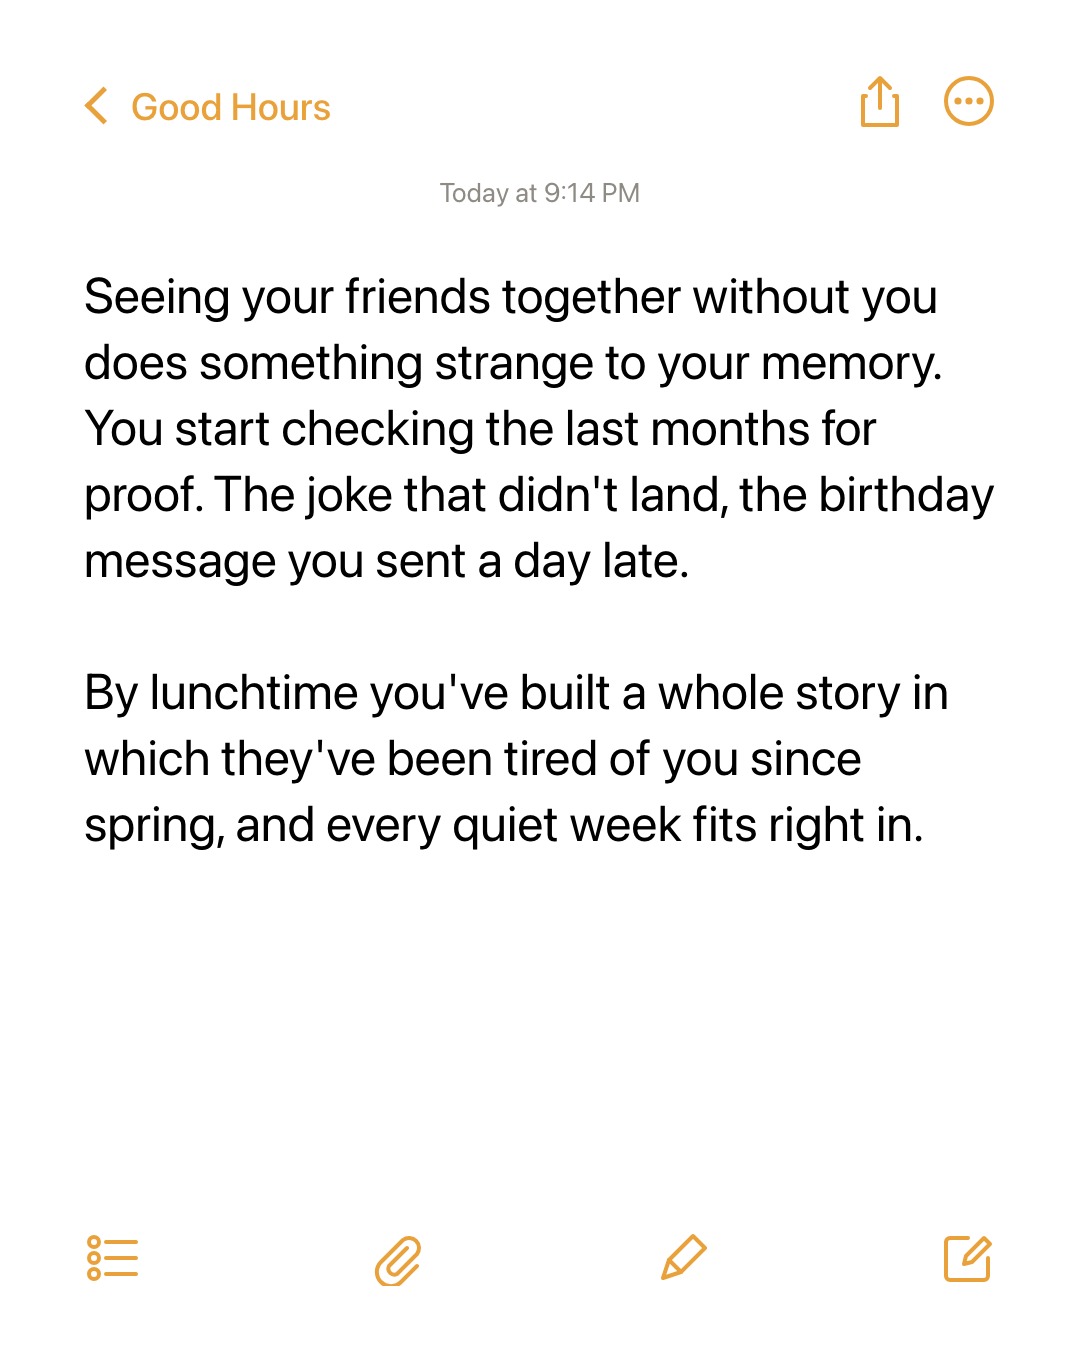 Good Hours
Today at 9:14 PM
Seeing your friends together without you
does something strange to your memory.
You start checking the last months for
proof. The joke that didn't land, the birthday
message you sent a day late.
By lunchtime you've built a whole story in
which they've been tired of you since
spring, and every quiet week fits right in.